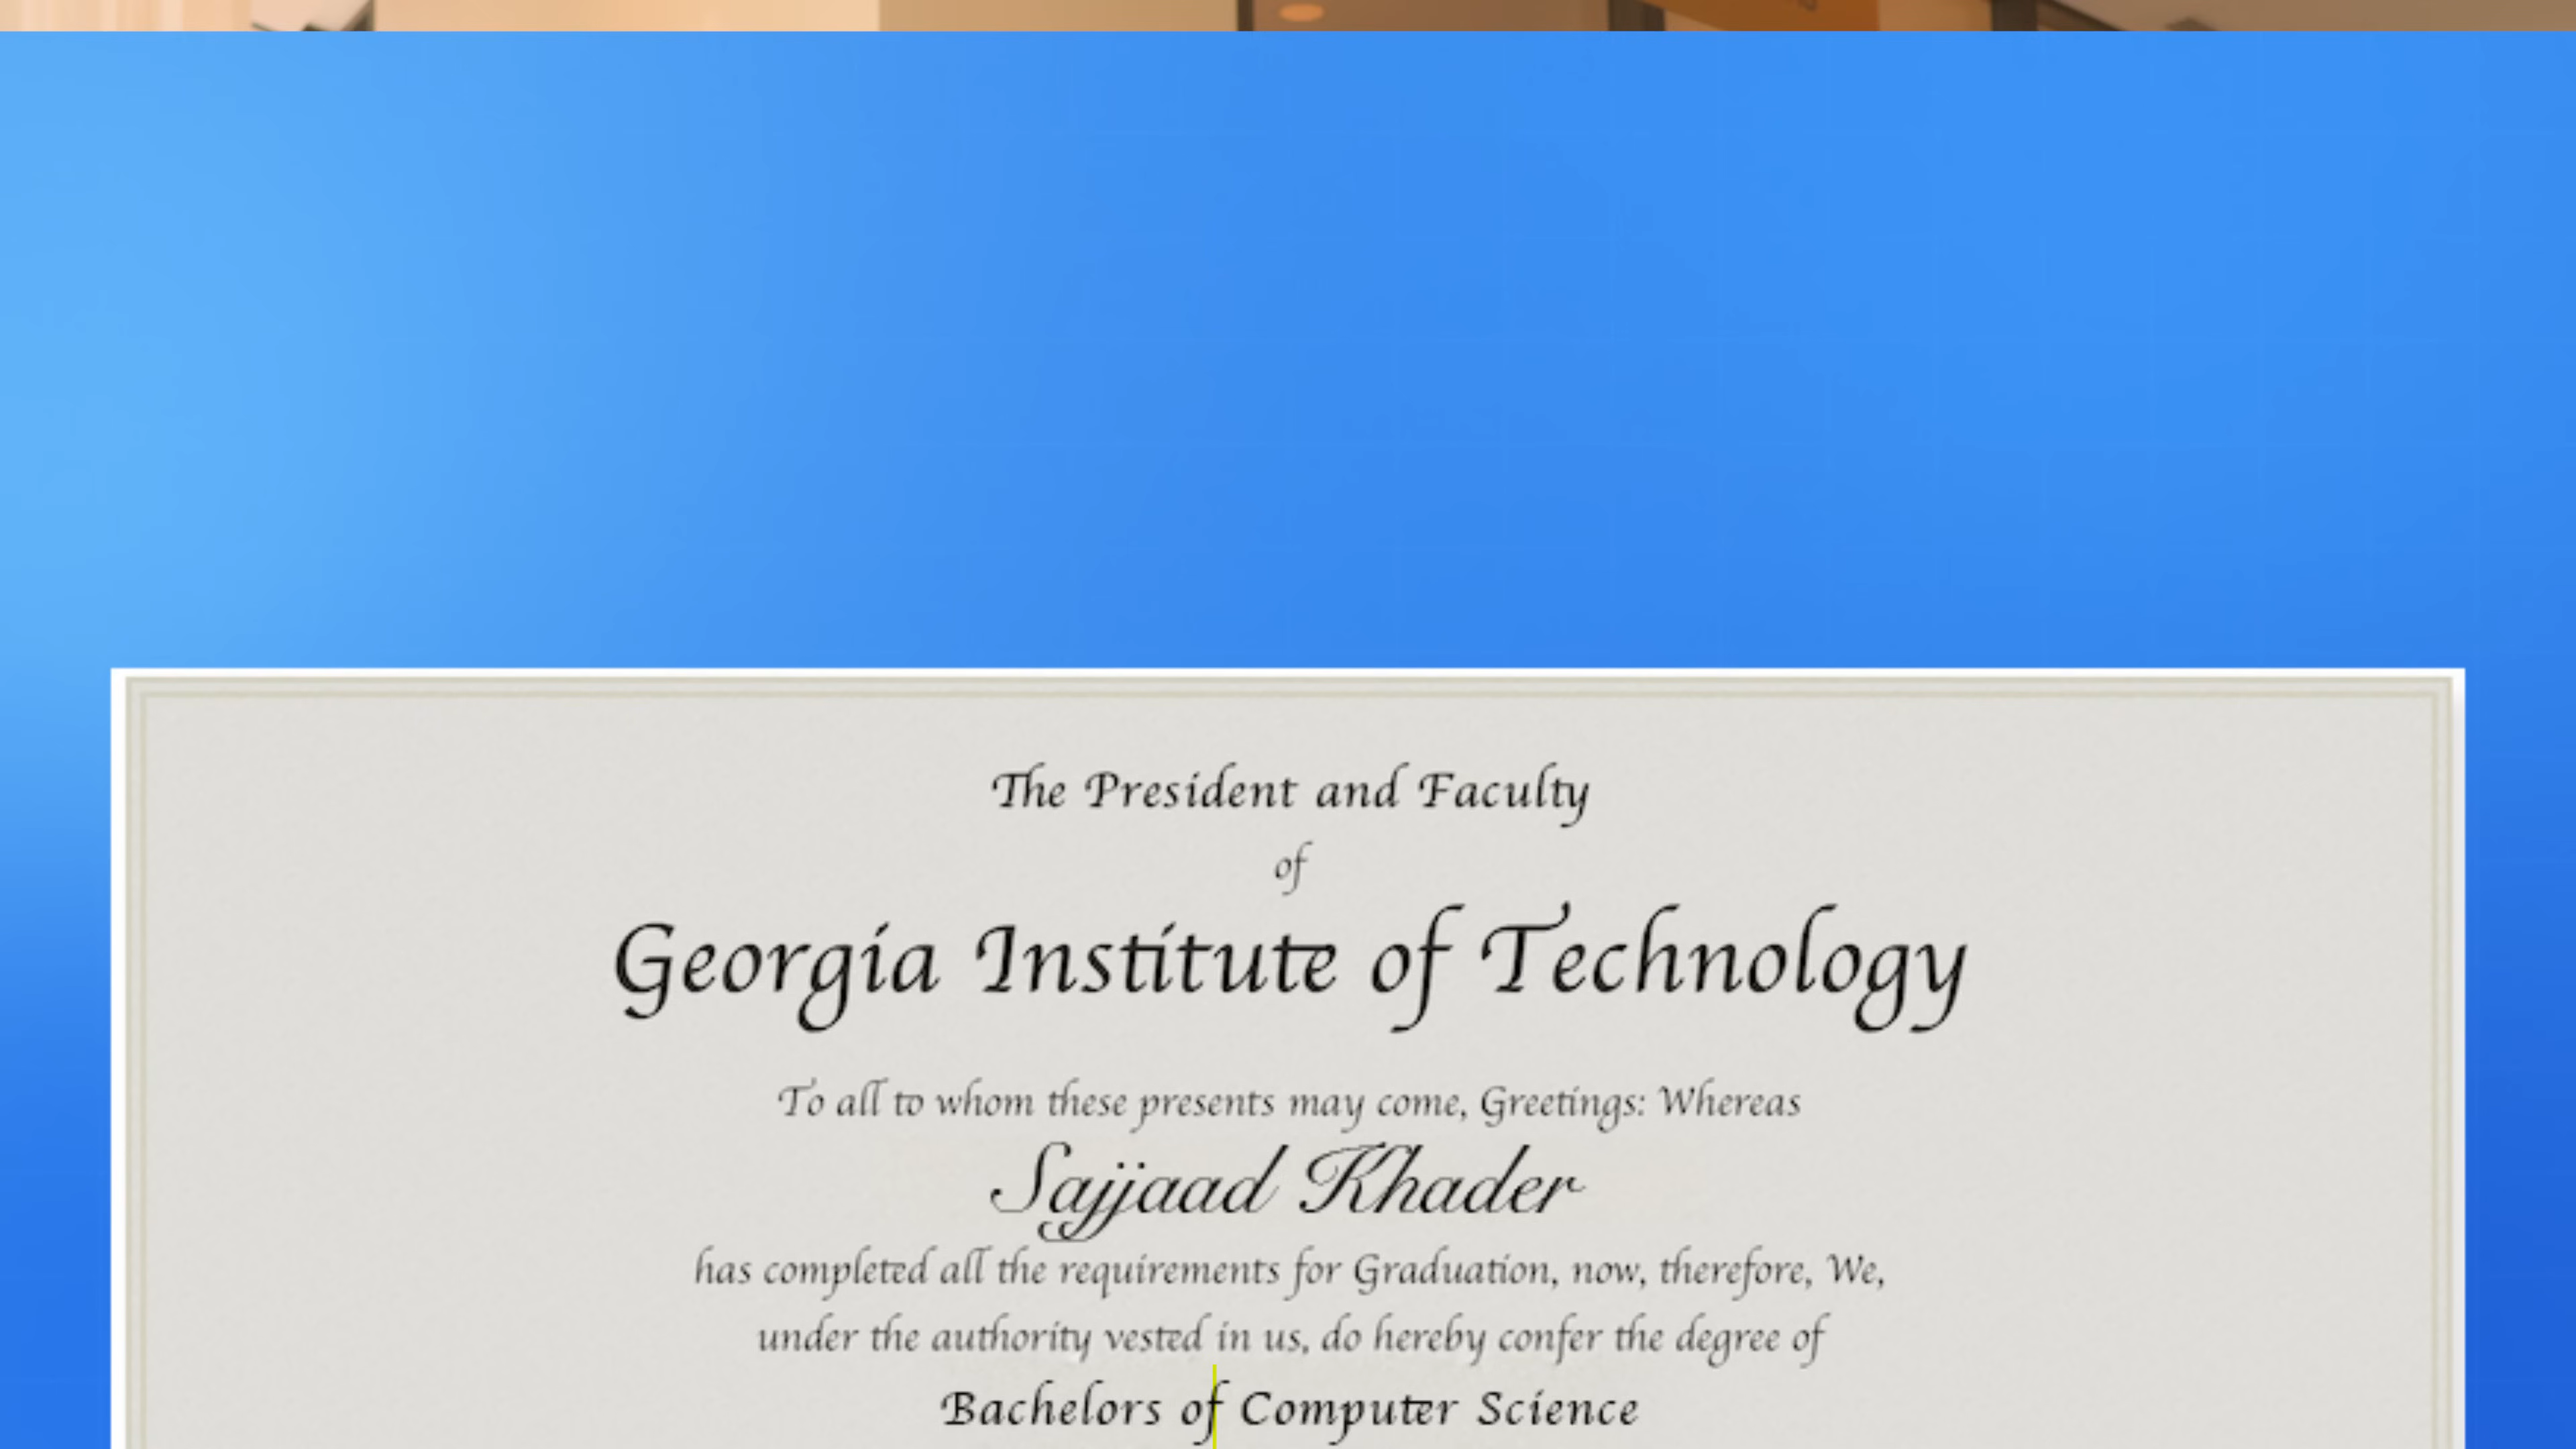 The President and Faculty
of
Georgia Institute of Technology
To all to whom these presents may come, Greetings: Whereas
Sajjaad Khader
has completed all the requirements for Graduation, now, therefore, We,
under the authority vested in us, do hereby confer the degree of
Bachelors of Computer Science